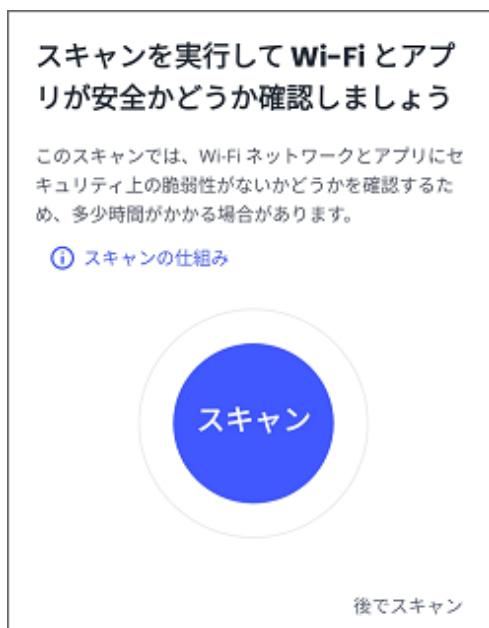 スキャンを実行して Wi-Fi とアプ
リが安全かどうか確認しましょう
このスキャンでは、Wi-Fi ネットワークとアプリにセ
キュリティ上の脆弱性がないかどうかを確認するた
め、多少時間がかかる場合があります。
スキャンの仕組み
スキャン
後でスキャン